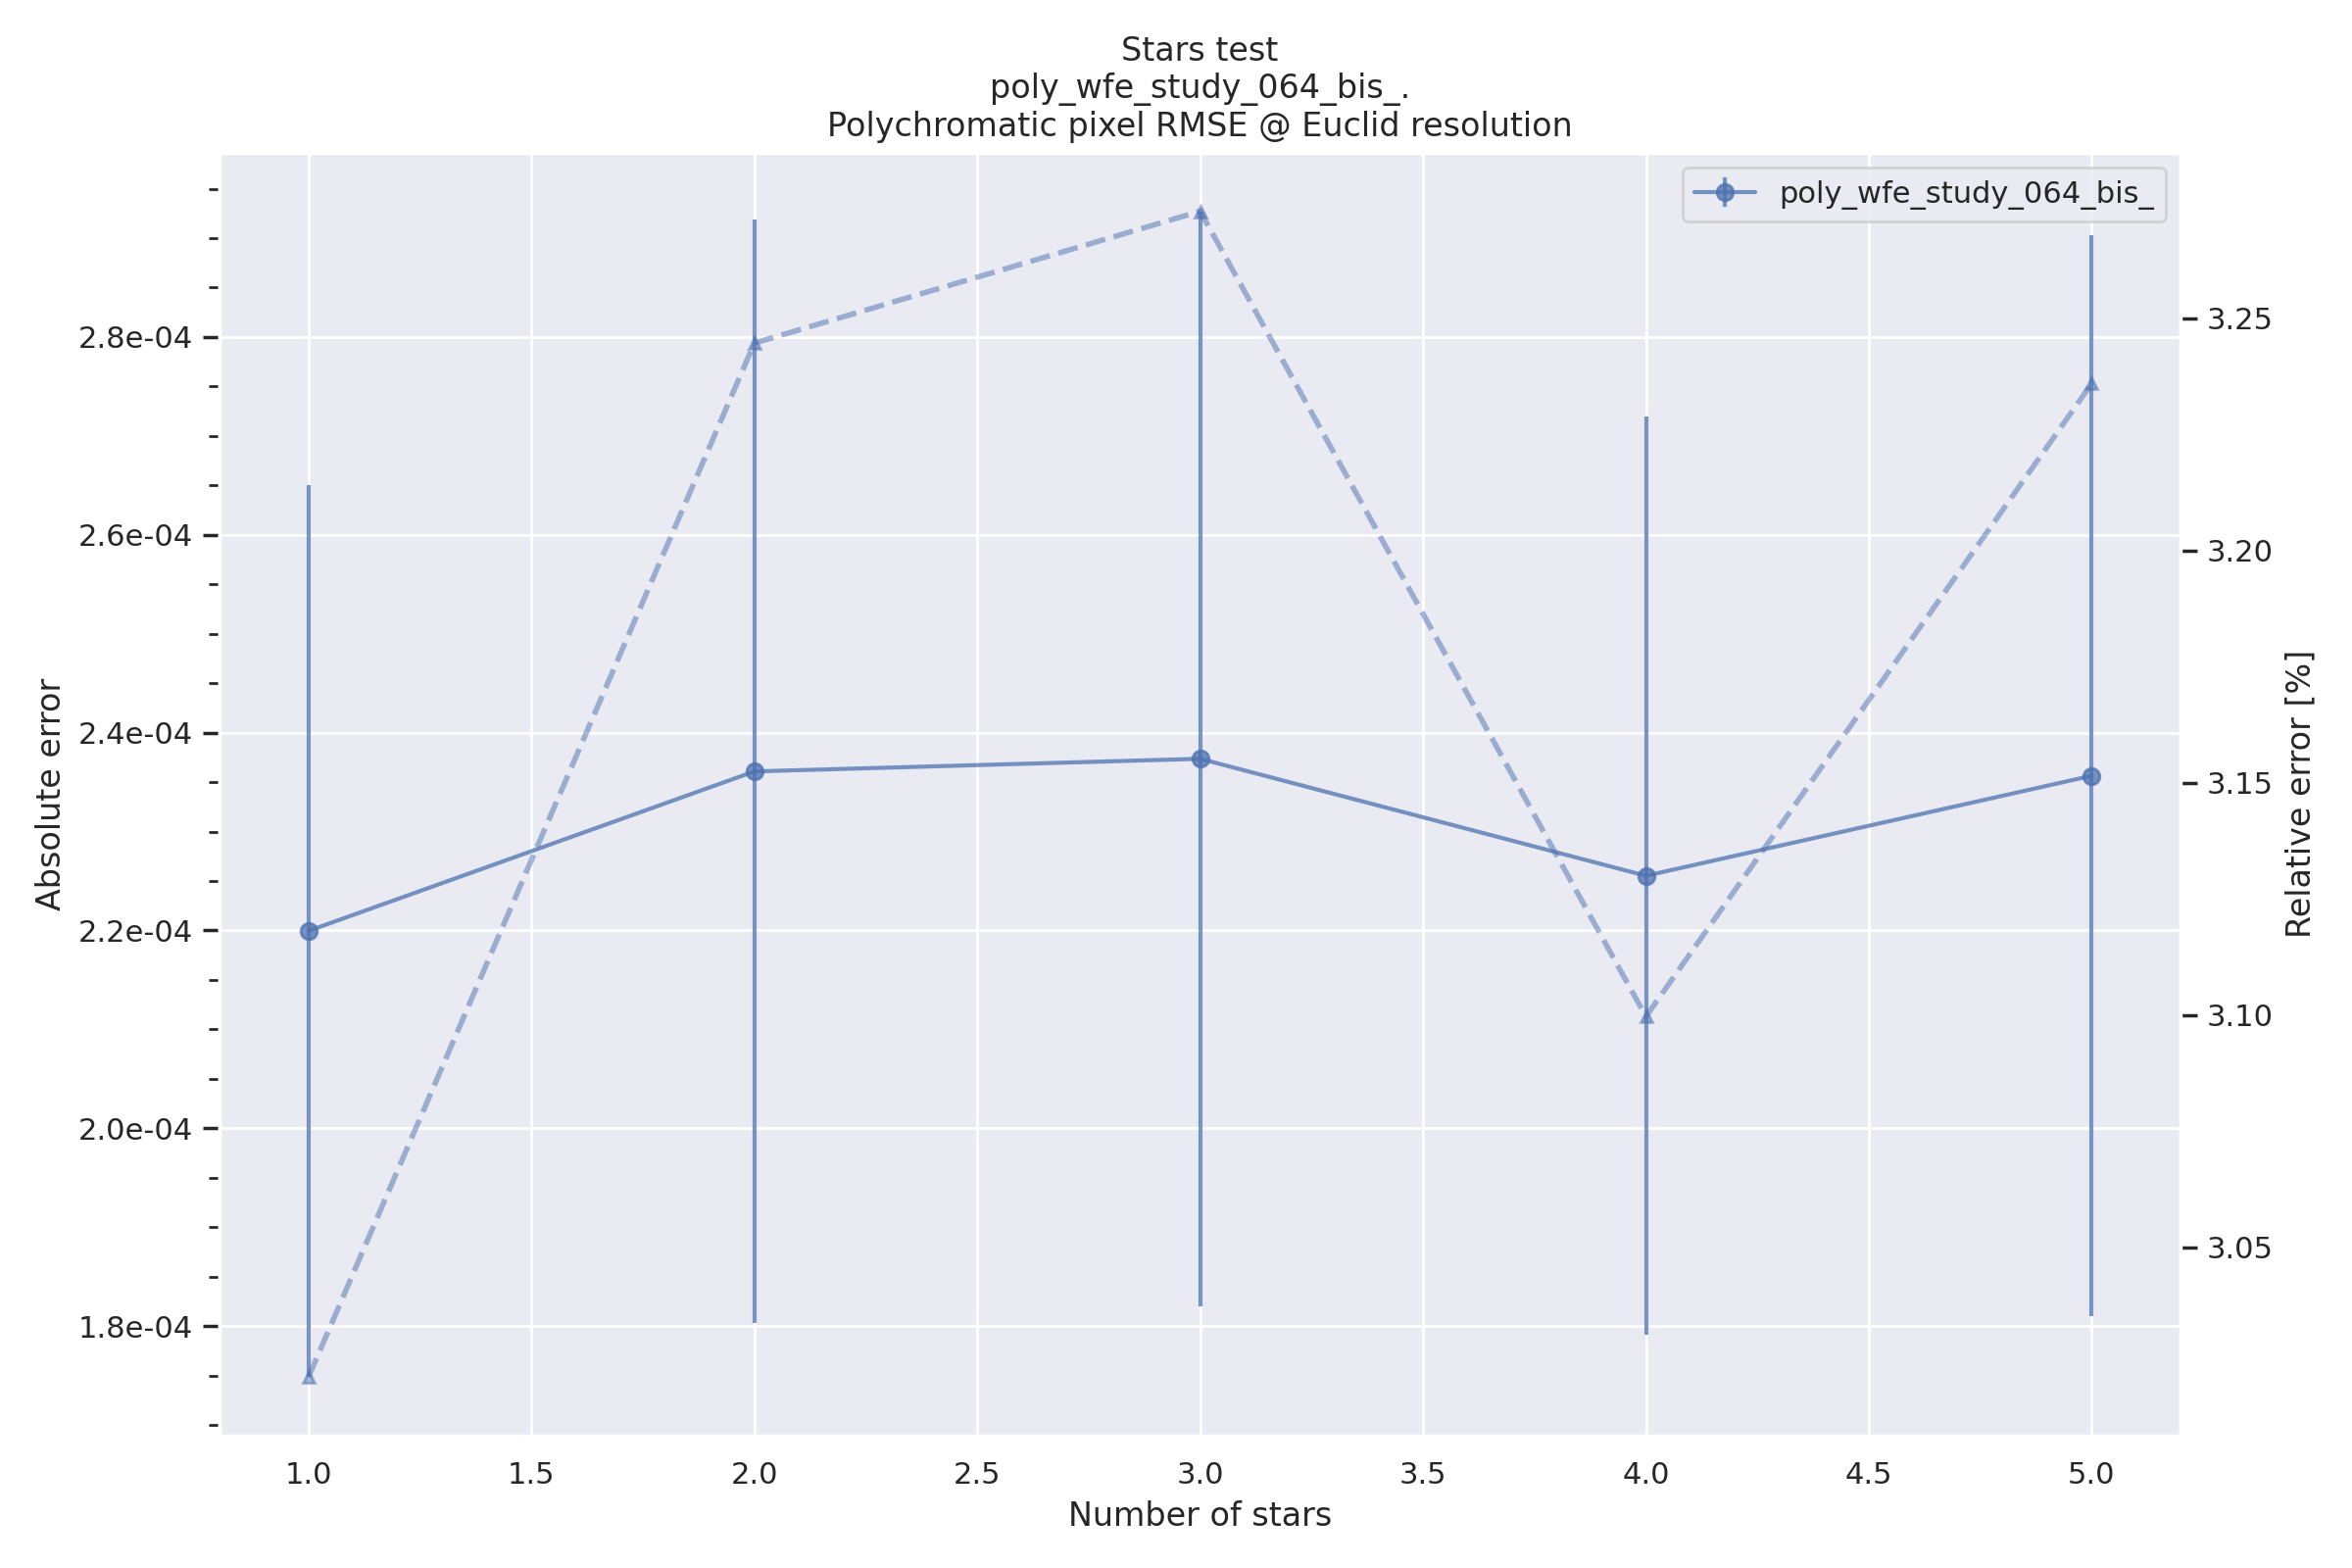 Stars test
poly_wfe_study_064_bis_.
Polychromatic pixel RMSE @ Euclid resolution
poly_wfe_study_064_bis_
Absolute error
2.8e-04
2.6e-04
2.4e-04
2.2e-04
2.0e-04
1.8e-04
3.25
3.20
3.15
3.10
3.05
Relative error [%]
1.0 1.5 2.0 2.5 3.0 3.5 4.0 4.5 5.0
Number of stars